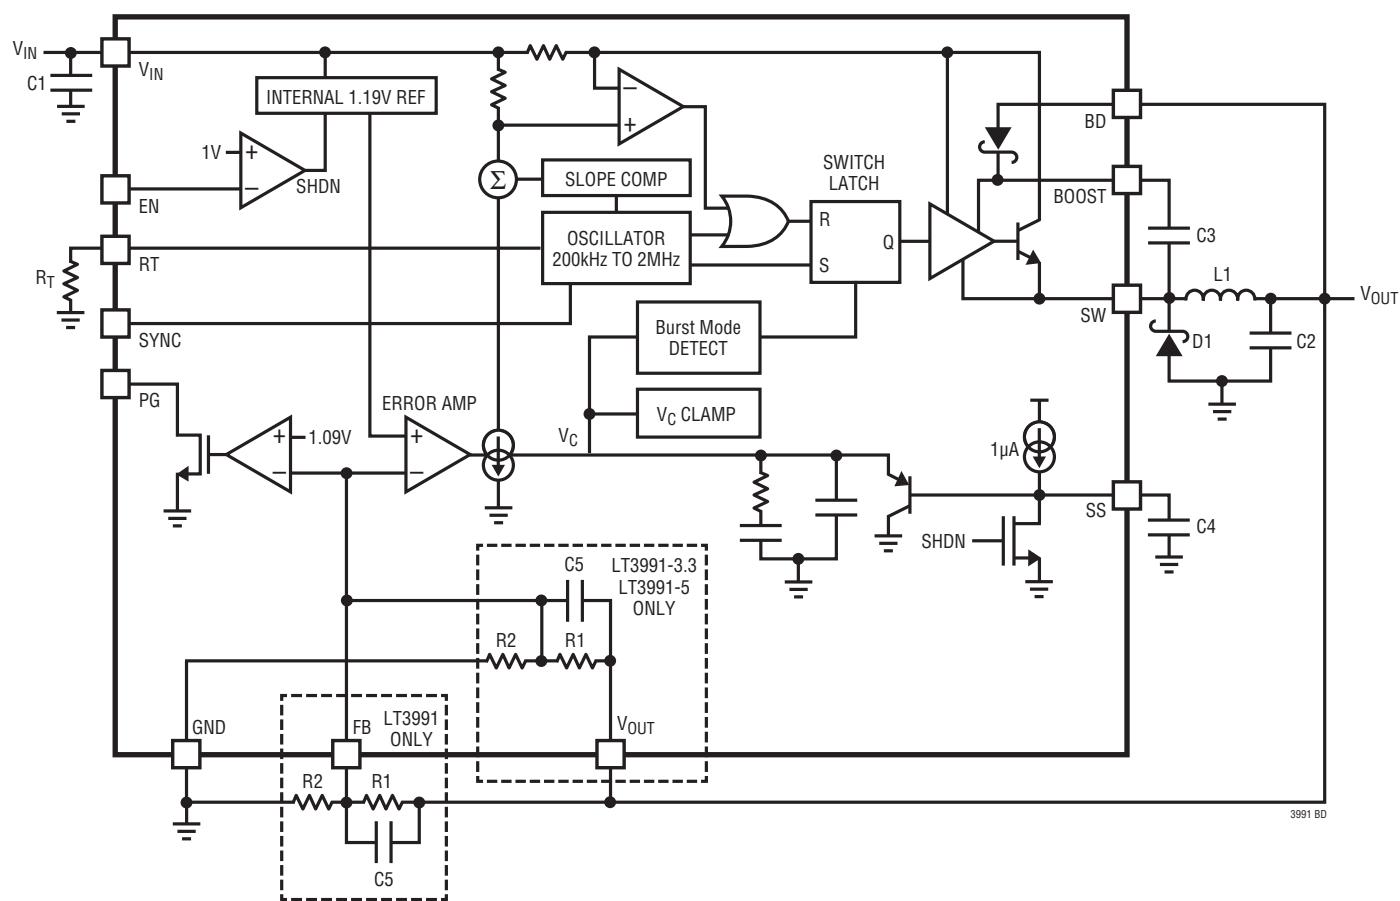 VIN
VIN
C1
INTERNAL 1.19V REF
1V
+
−
SHDN
EN
−
+
Σ
SLOPE COMP
OSCILLATOR
200kHz TO 2MHz
SWITCH
LATCH
R
S
Q
BD
BOOST
C3
RT
RT
SYNC
SW
L1
VOUT
D1
C2
Burst Mode
DETECT
VC CLAMP
PG
ERROR AMP
+
1.09V
−
+
−
VC
1µA
SS
C4
SHDN
C5
LT3991-3.3
LT3991-5
ONLY
R2
R1
GND
FB
LT3991
ONLY
VOUT
R2
R1
C5
3991 BD